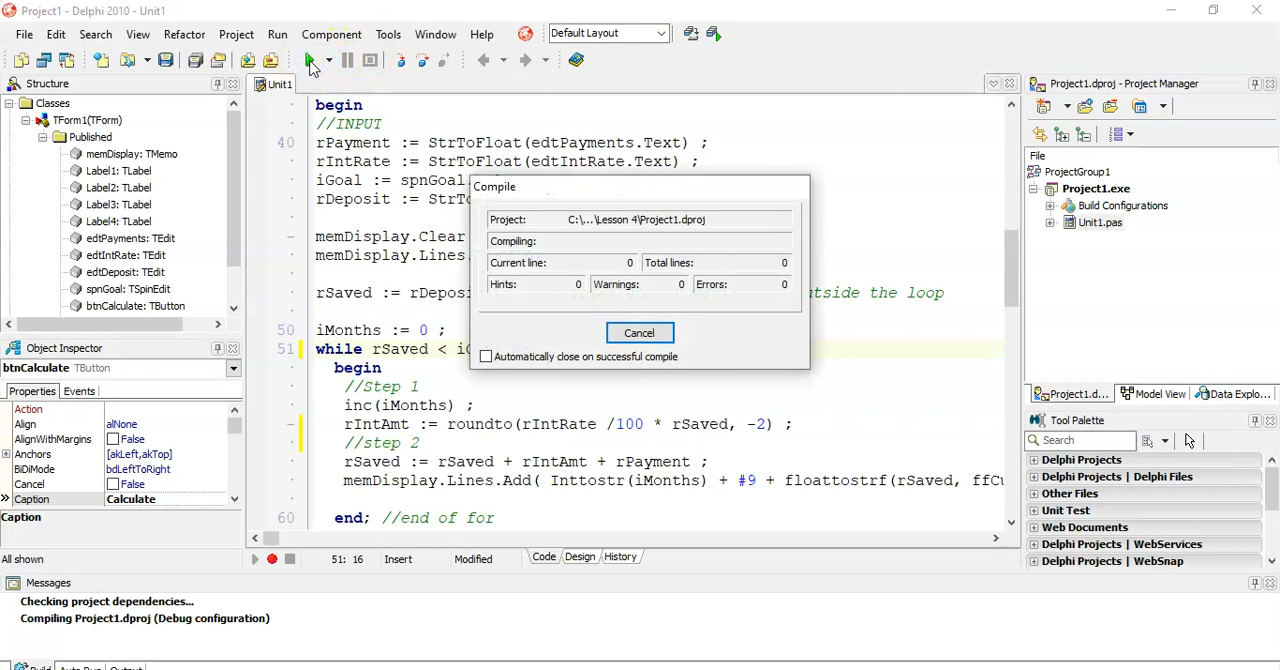 Project1 - Delphi 2010 - Unit1
File Edit Search View Refactor Project Run Component Tools Window Help Default Layout
Structure
Classes
TForm1(TForm)
Published
memDisplay: TMemo
Label1: TLabel
Label2: TLabel
Label3: TLabel
Label4: TLabel
edtPayments: TEdit
edtIntRate: TEdit
edtDeposit: TEdit
spnGoal: TSpinEdit
btnCalculate: TButton
Object Inspector
btnCalculate TButton
Properties Events
Action
Align alNone
AlignWithMargins False
Anchors [akLeft,akTop]
BiDiMode bdLeftToRight
Cancel False
Caption Calculate
Caption
All shown
Unit1
begin
//INPUT
40 rPayment := StrToFloat(edtPayments.Text) ;
rIntRate := StrToFloat(edtIntRate.Text) ;
iGoal := spnGoal.
rDeposit := StrTo
memDisplay.Clear
memDisplay.Lines.
rSaved := rDeposi outside the loop
50 iMonths := 0 ;
51 while rSaved < iG
begin
//Step 1
inc(iMonths) ;
rIntAmt := roundto(rIntRate /100 * rSaved, -2) ;
//step 2
rSaved := rSaved + rIntAmt + rPayment ;
memDisplay.Lines.Add( Inttostr(iMonths) + #9 + floattostrf(rSaved, ffCu
60 end; //end of for
51: 16 Insert Modified Code Design History
Compile
Project: C:\...\Lesson 4\Project1.dproj
Compiling:
Current line: 0 Total lines: 0
Hints: 0 Warnings: 0 Errors: 0
Cancel
Automatically close on successful compile
Project1.dproj - Project Manager
File
ProjectGroup1
Project1.exe
Build Configurations
Unit1.pas
Project1.d... Model View Data Explo...
Tool Palette
Search
Delphi Projects
Delphi Projects | Delphi Files
Other Files
Unit Test
Web Documents
Delphi Projects | WebServices
Delphi Projects | WebSnap
Messages
Checking project dependencies...
Compiling Project1.dproj (Debug configuration)
Build Auto Run Output